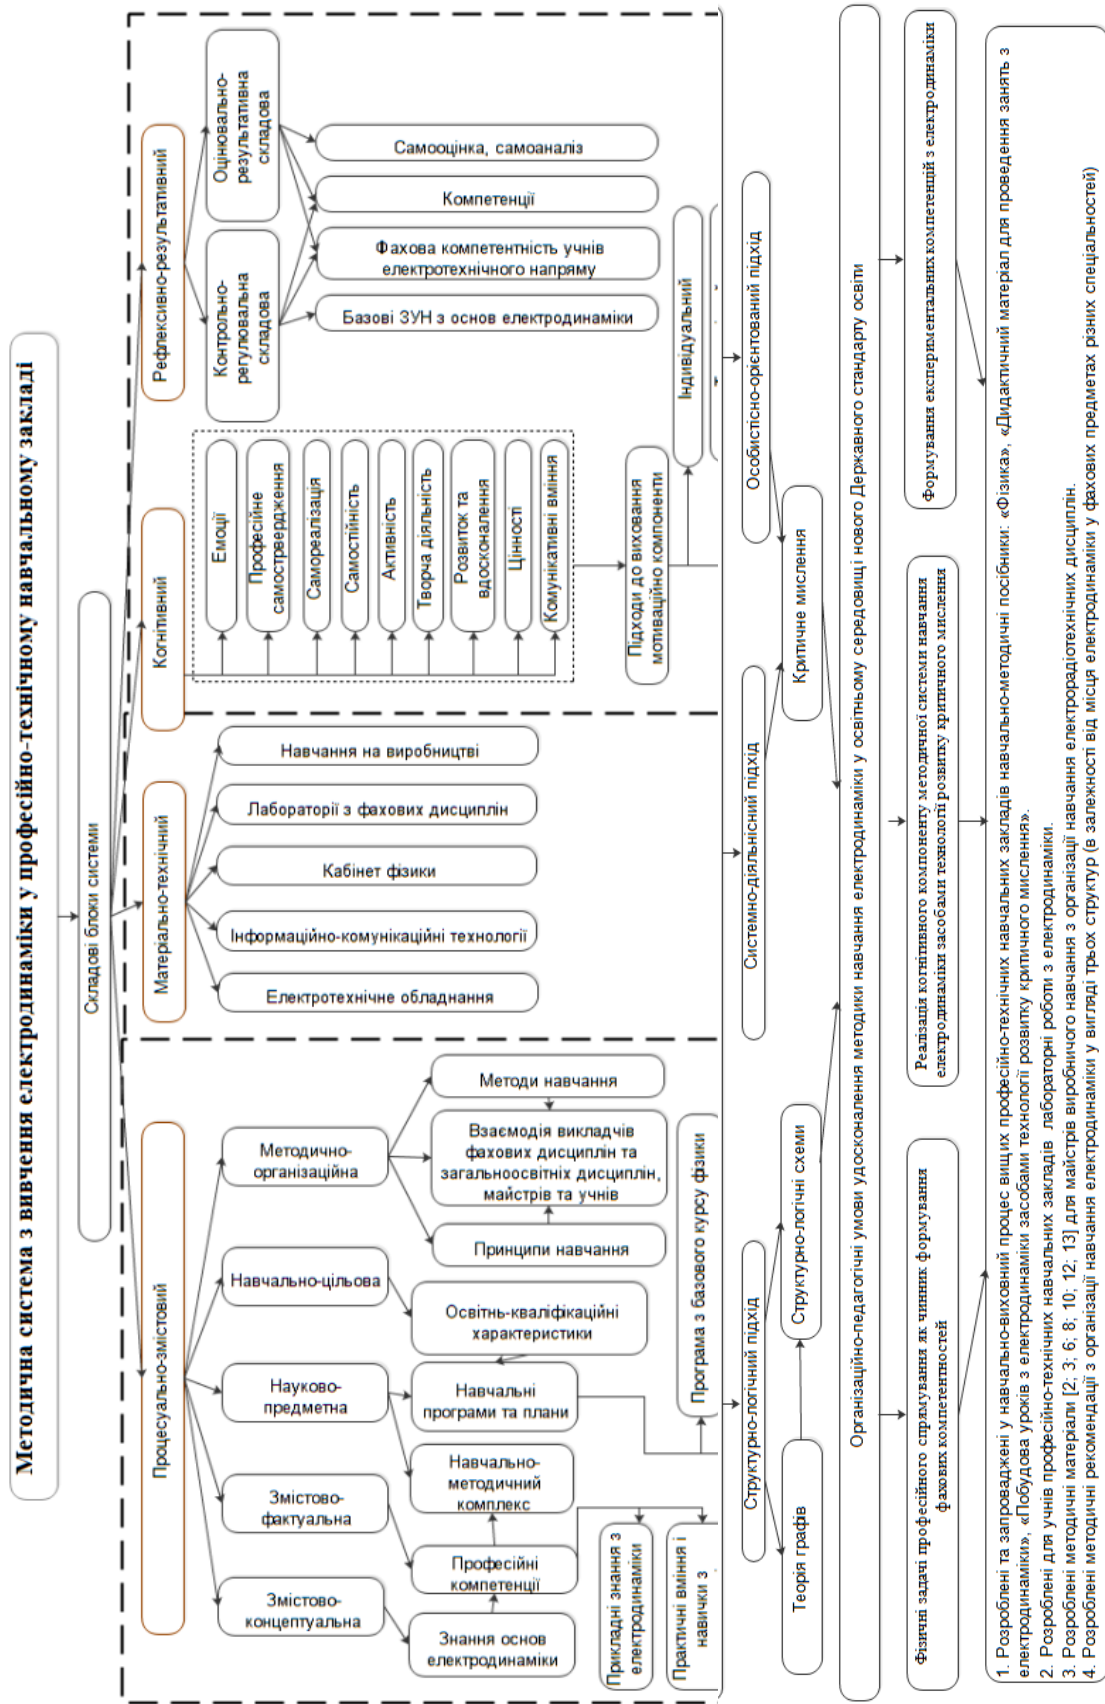 Методична система з вивчення електродинаміки у професійно-технічному навчальному закладі
Складові блоки системи
Процесуально-змістовий
Матеріально-технічний
Когнітивний
Рефлексивно-результативний
Змістово-
концептуальна
Змістово-
фактуальна
Науково-
предметна
Навчально-цільова
Методично-
організаційна
Знання основ
електродинаміки
Професійні
компетенції
Навчально-
методичний
комплекс
Навчальні
програми та плани
Освітнь-кваліфікаційні
характеристики
Принципи навчання
Взаємодія викладчів
фахових дисциплін та
загальноосвітніх дисциплін,
майстрів та учнів
Методи навчання
Прикладні знання з
електродинаміки
Практичні вміння і
навички з
Програма з базового курсу фізики
Електротехнічне обладнання
Інформаційно-комунікаційні технології
Кабінет фізики
Лабораторії з фахових дисциплін
Навчання на виробництві
Емоції
Професійне
самострвердження
Самореалізація
Самостійність
Активність
Творча діяльність
Розвиток та
вдосконалення
Цінності
Комунікативні вміння
Підходи до виховання
мотиваційно компоненти
Індивідуальний
Контрольно-
регулювальна
складова
Оцінювально-
результативна
складова
Базові ЗУН з основ електродинаміки
Фахова компетентність учнів
електротехнічного напряму
Компетенції
Самооцінка, самоаналіз
Структурно-логічний підхід
Системно-діяльнісний підхід
Особистісно-орієнтований підхід
Теорія графів
Структурно-логічні схеми
Критичне мислення
Організаційно-педагогічні умови удосконалення методики навчання електродинаміки у освітньому середовищі нового Державного стандарту освіти
Фізичні задачі професійного спрямування як чинник формування
фахових компетентностей
Реалізація когнітивного компоненту методичної системи навчання
електродинаміки засобами технології розвитку критичного мислення
Формування експериментальних компетенцій з електродинаміки
1. Розроблені та запроваджені у навчально-виховний процес вищих професійно-технічних навчальних закладів навчально-методичні посібники: «Фізика», «Дидактичний матеріал для проведення занять з
електродинаміки», «Побудова уроків з електродинаміки засобами технології розвитку критичного мислення».
2. Розроблені для учнів професійно-технічних навчальних закладів лабораторні роботи з електродинаміки.
3. Розроблені методичні матеріали [2; 3; 6; 8; 10; 12; 13] для майстрів виробничого навчання з організації навчання електрорадіотехнічних дисциплін.
4. Розроблені методичні рекомендації з організації навчання електродинаміки у вигляді трьох структур (в залежності від місця електродинаміки у фахових предметах різних спеціальностей)